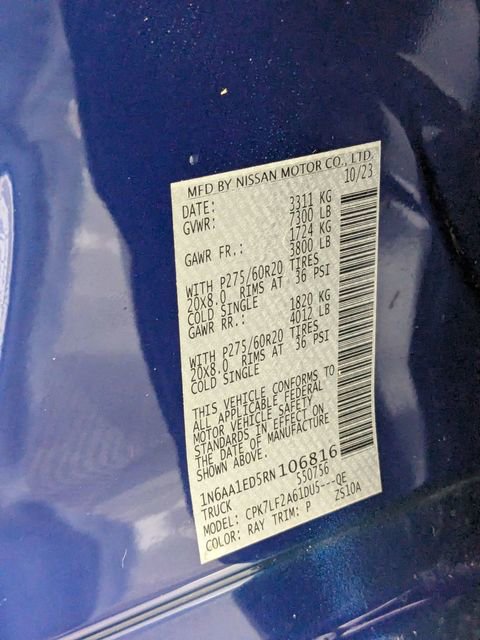 MFD BY NISSAN MOTOR CO., LTD.
DATE: 10/23
GVWR: 3311 KG
7300 LB
GAWR FR.: 1724 KG
3800 LB
WITH P275/60R20 TIRES
20X8.0, RIMS AT 36 PSI
COLD SINGLE
GAWR RR.: 1820 KG
4012 LB
WITH P275/60R20 TIRES
20X8.0, RIMS AT 36 PSI
COLD SINGLE
THIS VEHICLE CONFORMS TO
ALL APPLICABLE FEDERAL
MOTOR VEHICLE SAFETY
STANDARDS IN EFFECT ON
THE DATE OF MANUFACTURE
SHOWN ABOVE.
1N6AA1ED5RN106816
TRUCK 550756
MODEL: CPK7LF2A61DU5---QE
COLOR: RAY TRIM: P ZS10A